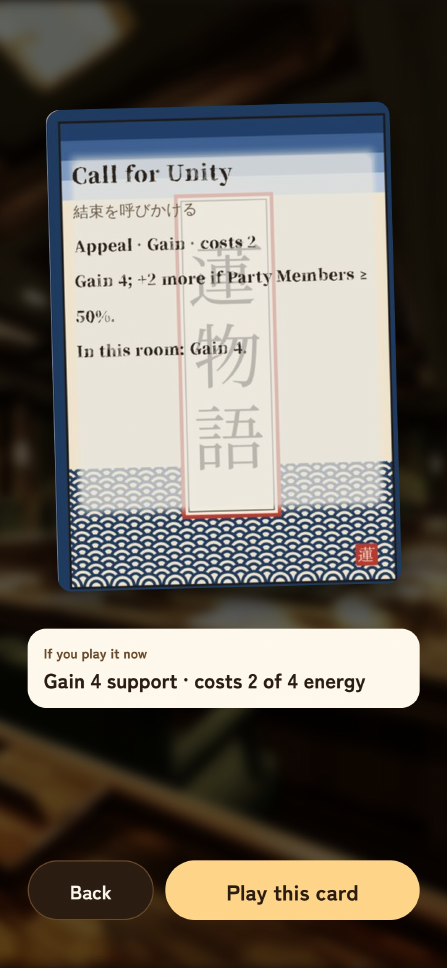 Call for Unity
結束を呼びかける
Appeal · Gain · costs 2
Gain 4; +2 more if Party Members ≥
50%.
In this room: Gain 4.
蓮物語
蓮
If you play it now
Gain 4 support · costs 2 of 4 energy
Back
Play this card